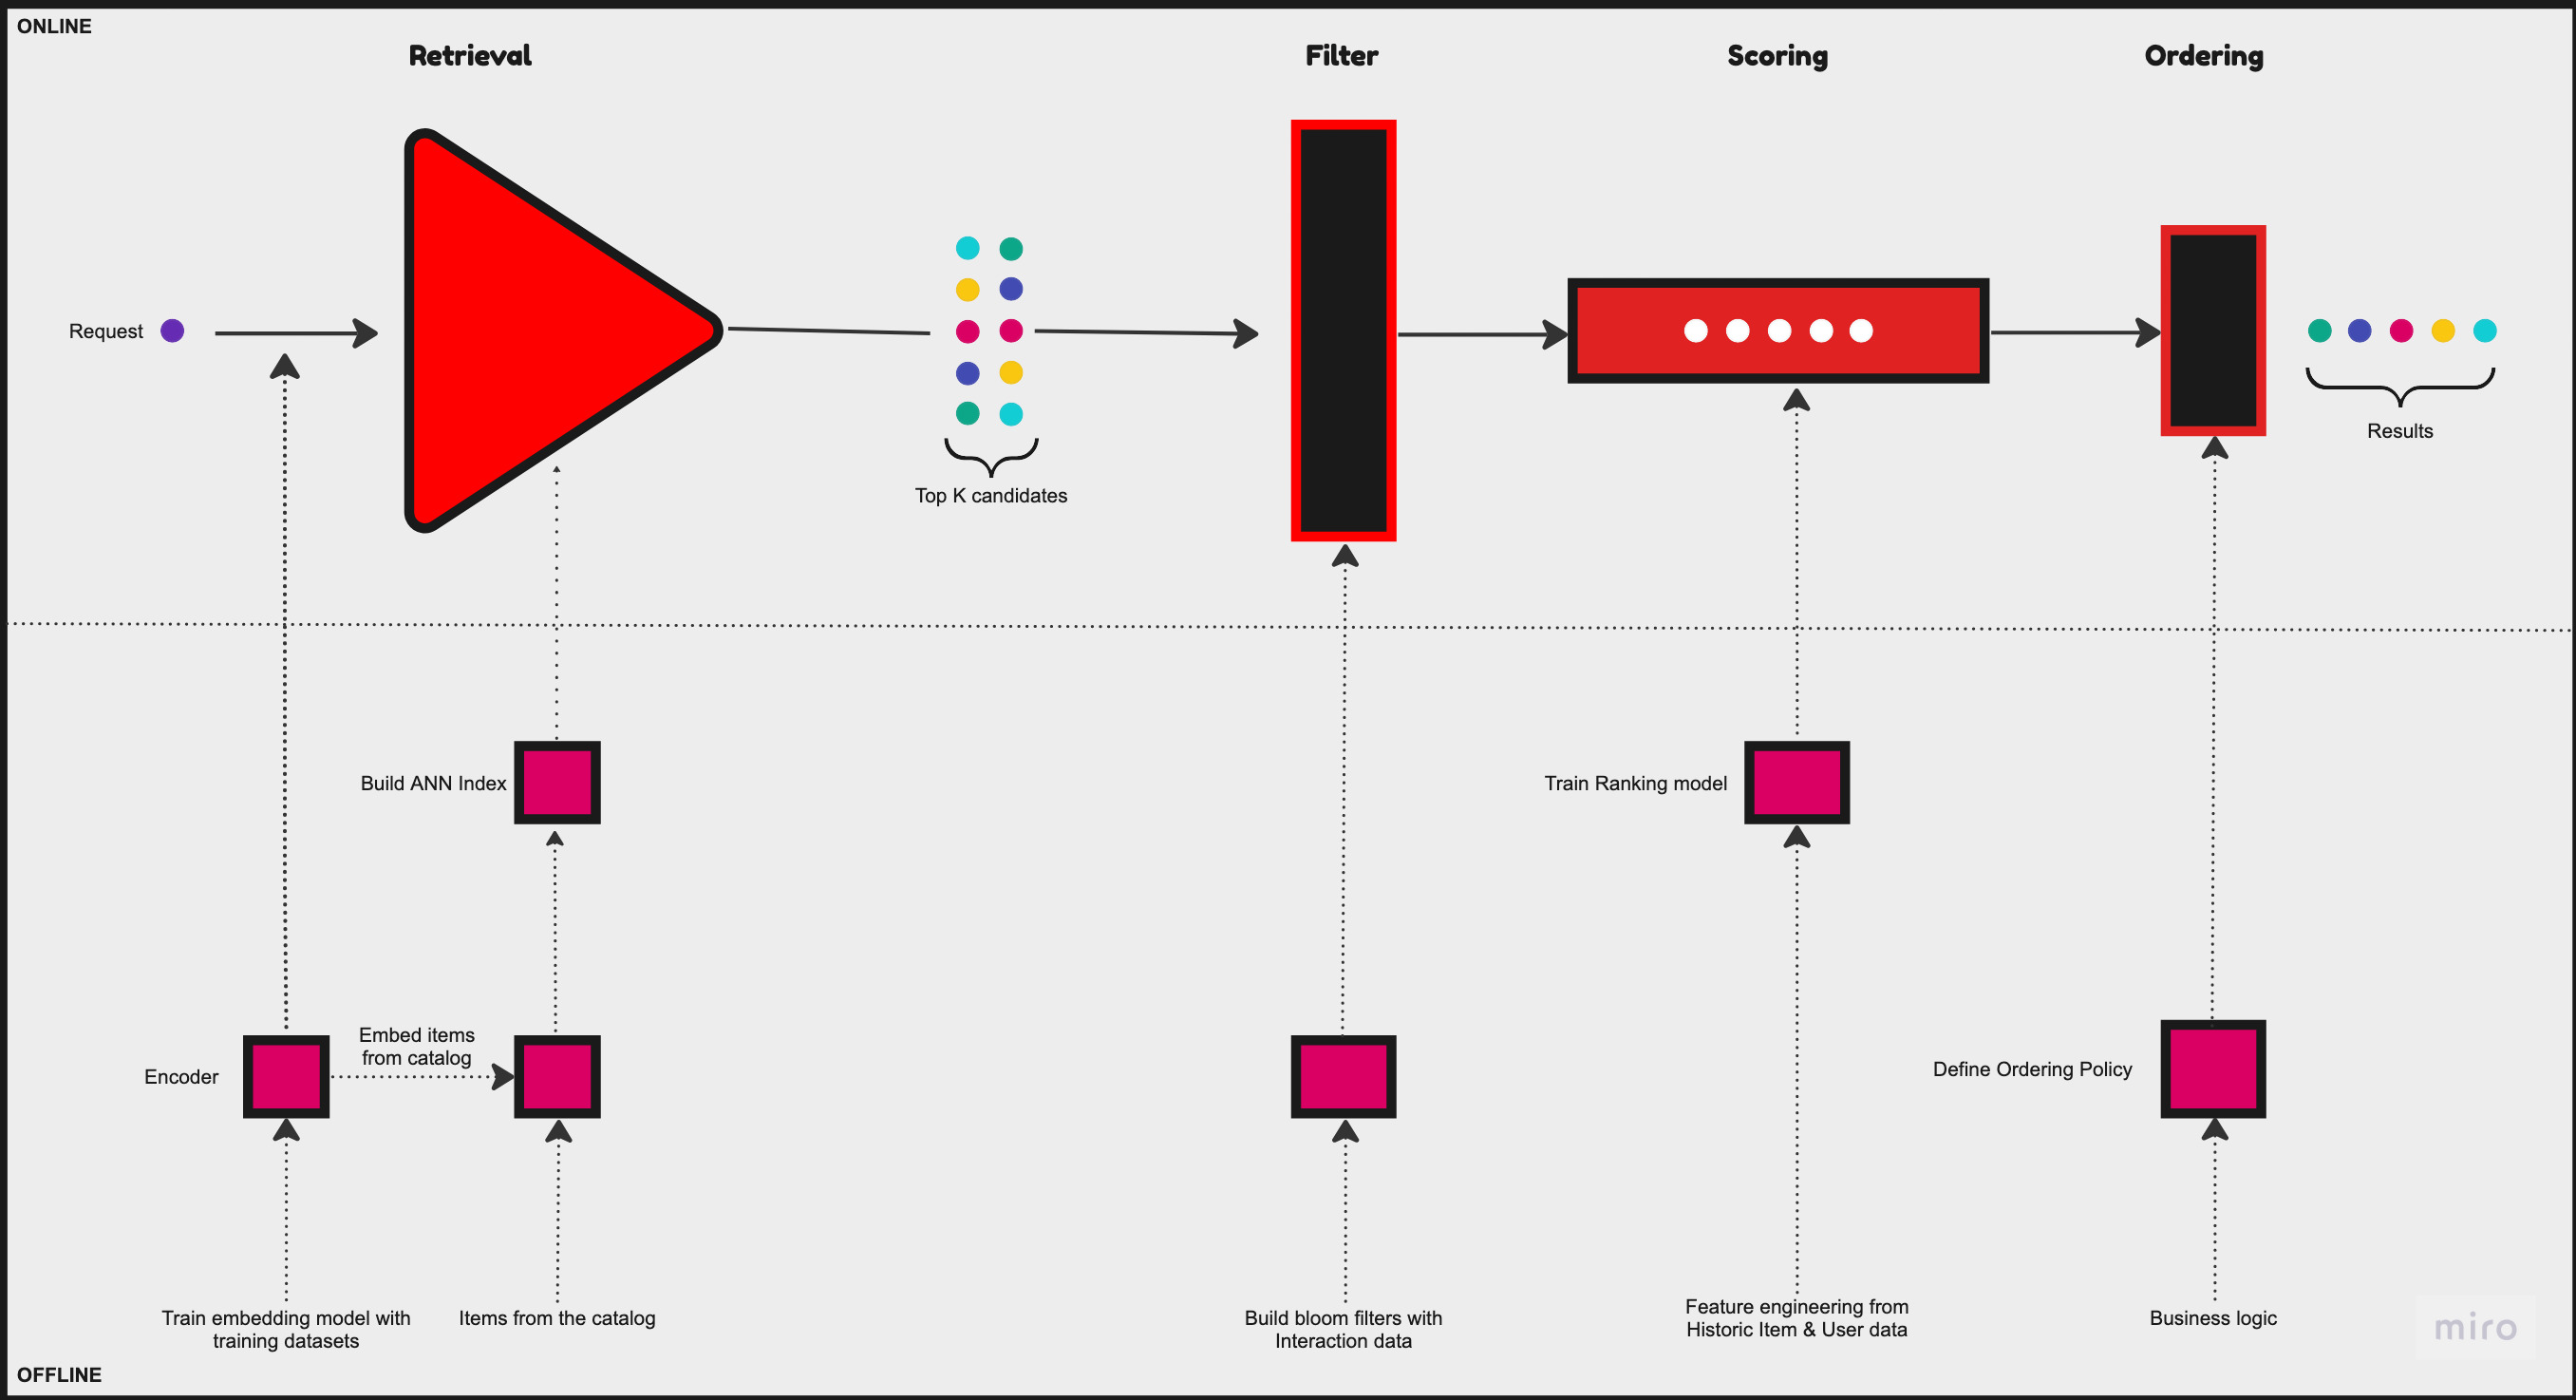 ONLINE
Retrieval
Filter
Scoring
Ordering
Request
Top K candidates
Results
Build ANN Index
Train Ranking model
Embed items
from catalog
Encoder
Define Ordering Policy
Train embedding model with
training datasets
Items from the catalog
Build bloom filters with
Interaction data
Feature engineering from
Historic Item & User data
Business logic
miro
OFFLINE